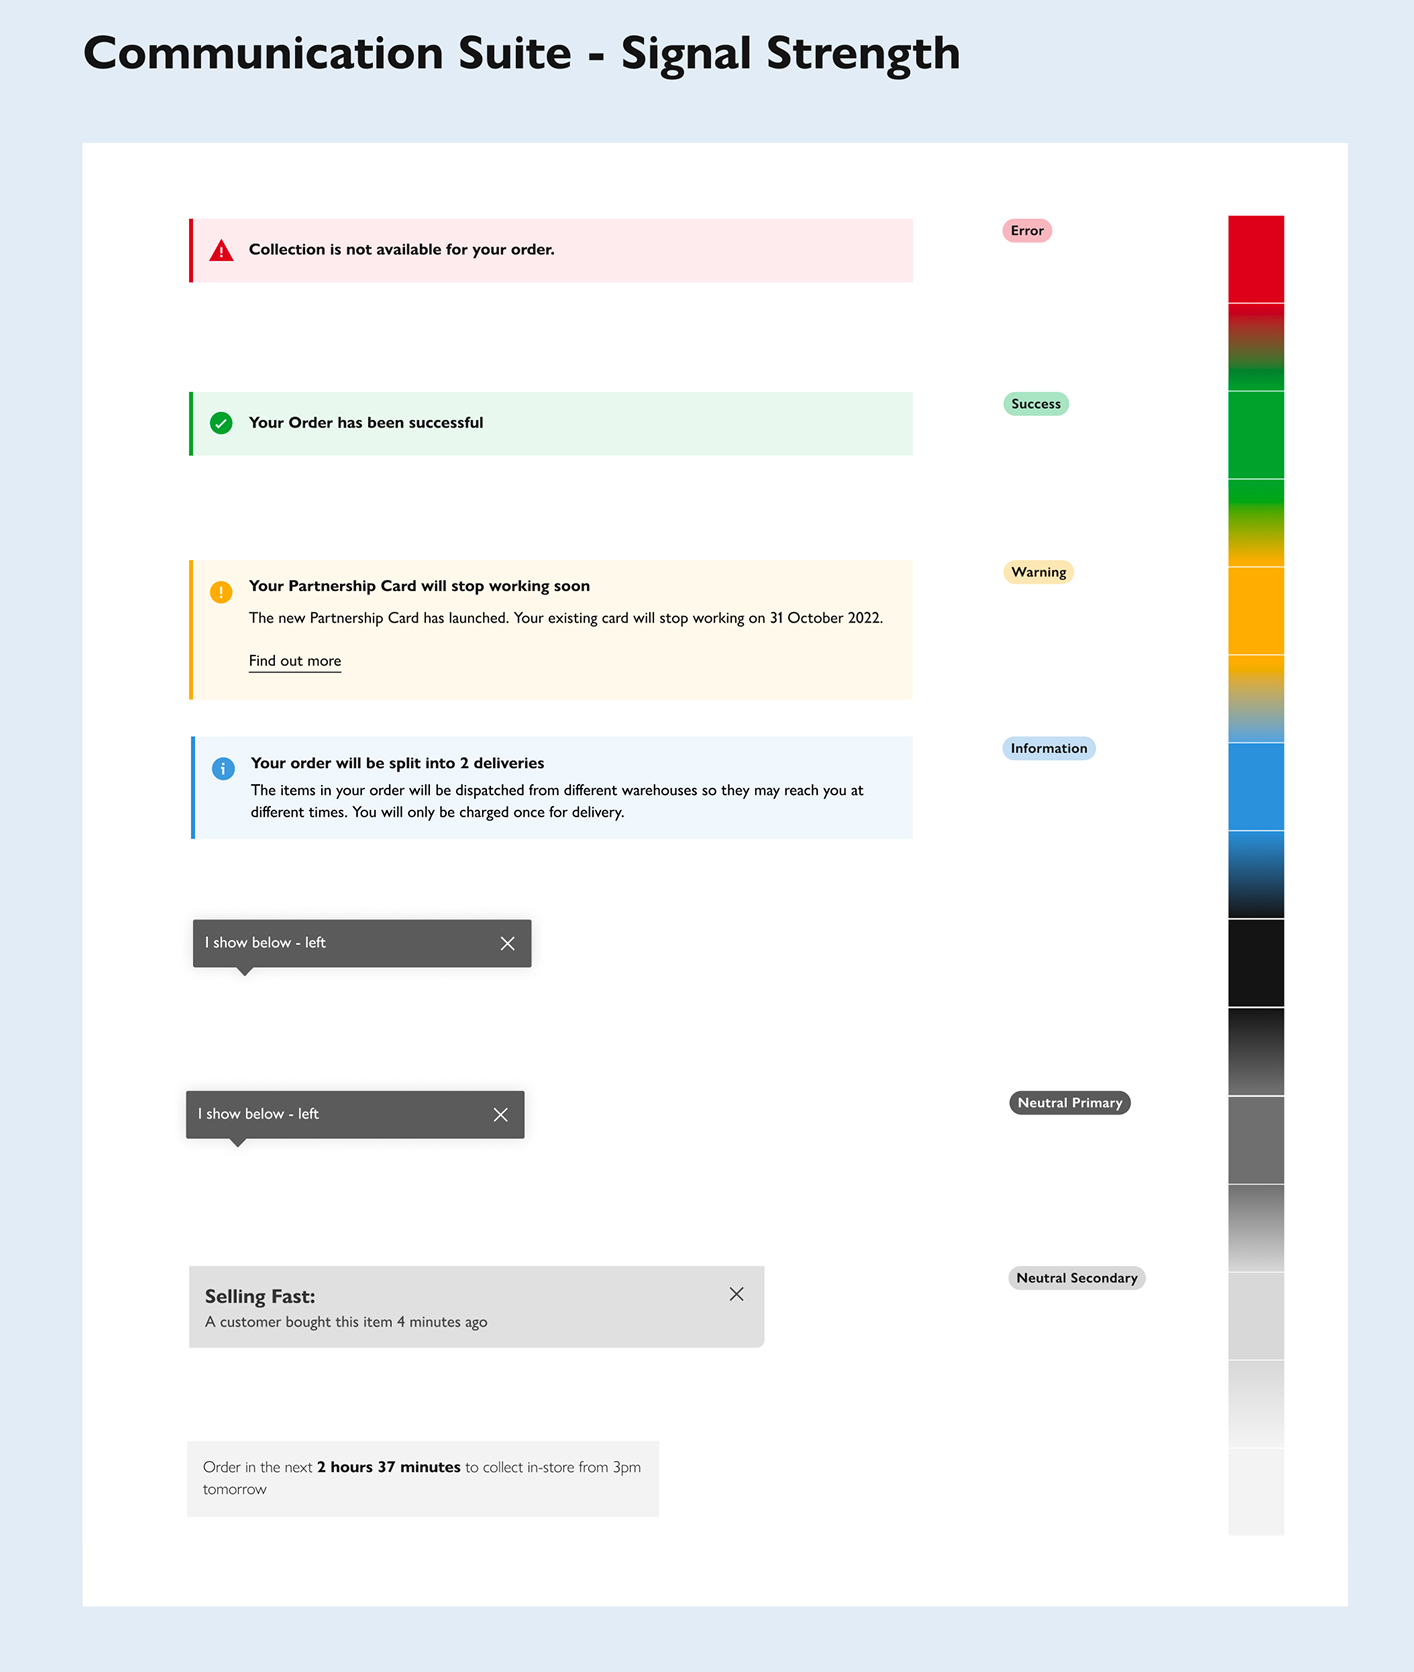 Communication Suite - Signal Strength
Collection is not available for your order.
Error
Your Order has been successful
Success
Your Partnership Card will stop working soon
Warning
The new Partnership Card has launched. Your existing card will stop working on 31 October 2022.
Find out more
Your order will be split into 2 deliveries
Information
The items in your order will be dispatched from different warehouses so they may reach you at
different times. You will only be charged once for delivery.
I show below - left
I show below - left
Neutral Primary
Selling Fast:
Neutral Secondary
A customer bought this item 4 minutes ago
Order in the next 2 hours 37 minutes to collect in-store from 3pm
tomorrow